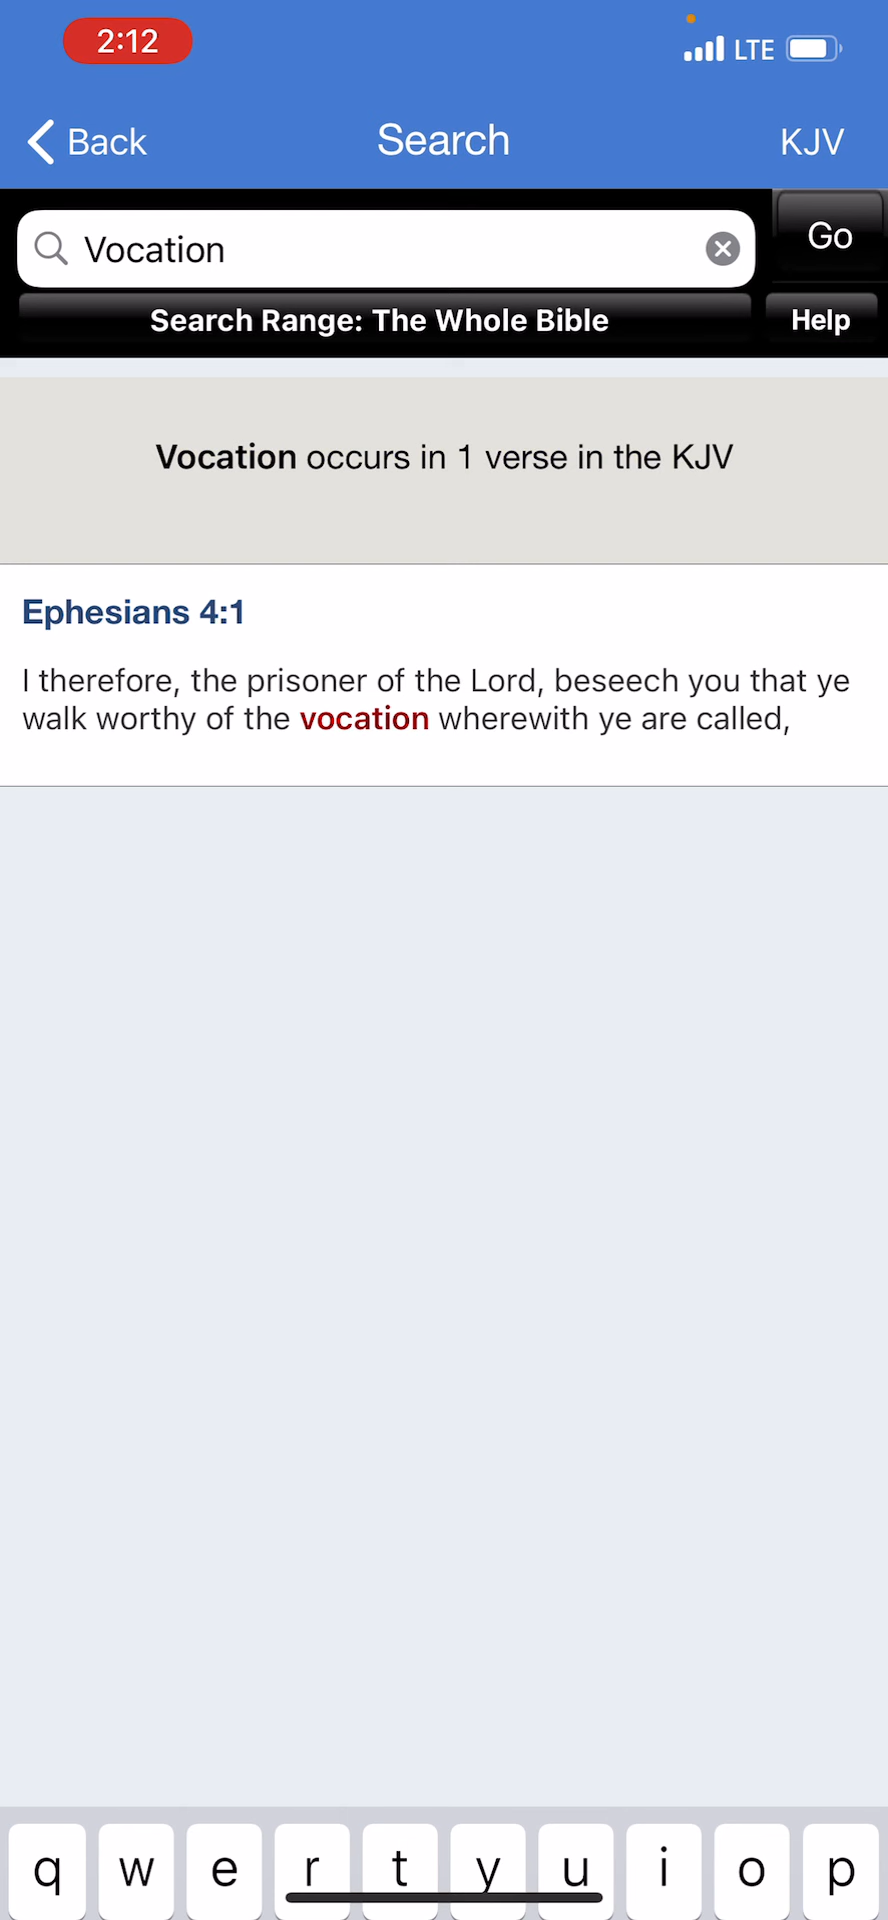 2:12
LTE
Back
Search
KJV
Vocation
Go
Search Range: The Whole Bible
Help
Vocation occurs in 1 verse in the KJV
Ephesians 4:1
I therefore, the prisoner of the Lord, beseech you that ye
walk worthy of the vocation wherewith ye are called,
q w e r t y u i o p